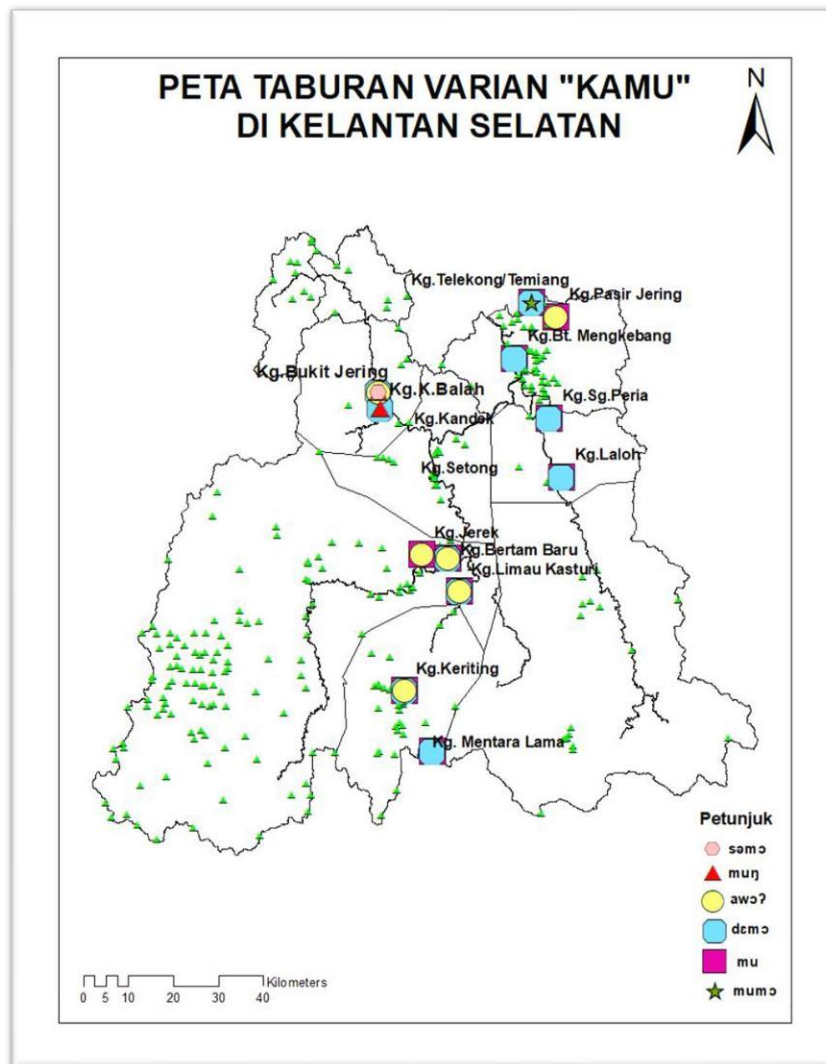 PETA TABURAN VARIAN "KAMU"
DI KELANTAN SELATAN
N
Kg.Telekong/Temiang
Kg.Pasir Jering
Kg.Bt. Mengkebang
Kg.Bukit Jering
Kg.K.Balah
Kg.Sg.Peria
Kg.Kandek
Kg.Laloh
Kg.Setong
Kg.Jerek
Kg.Bertam Baru
Kg.Limau Kasturi
Kg.Keriting
Kg. Mentara Lama
Petunjuk
səmɔ
muŋ
awɔʔ
dɛmɔ
mu
mumɔ
Kilometers
0 5 10 20 30 40